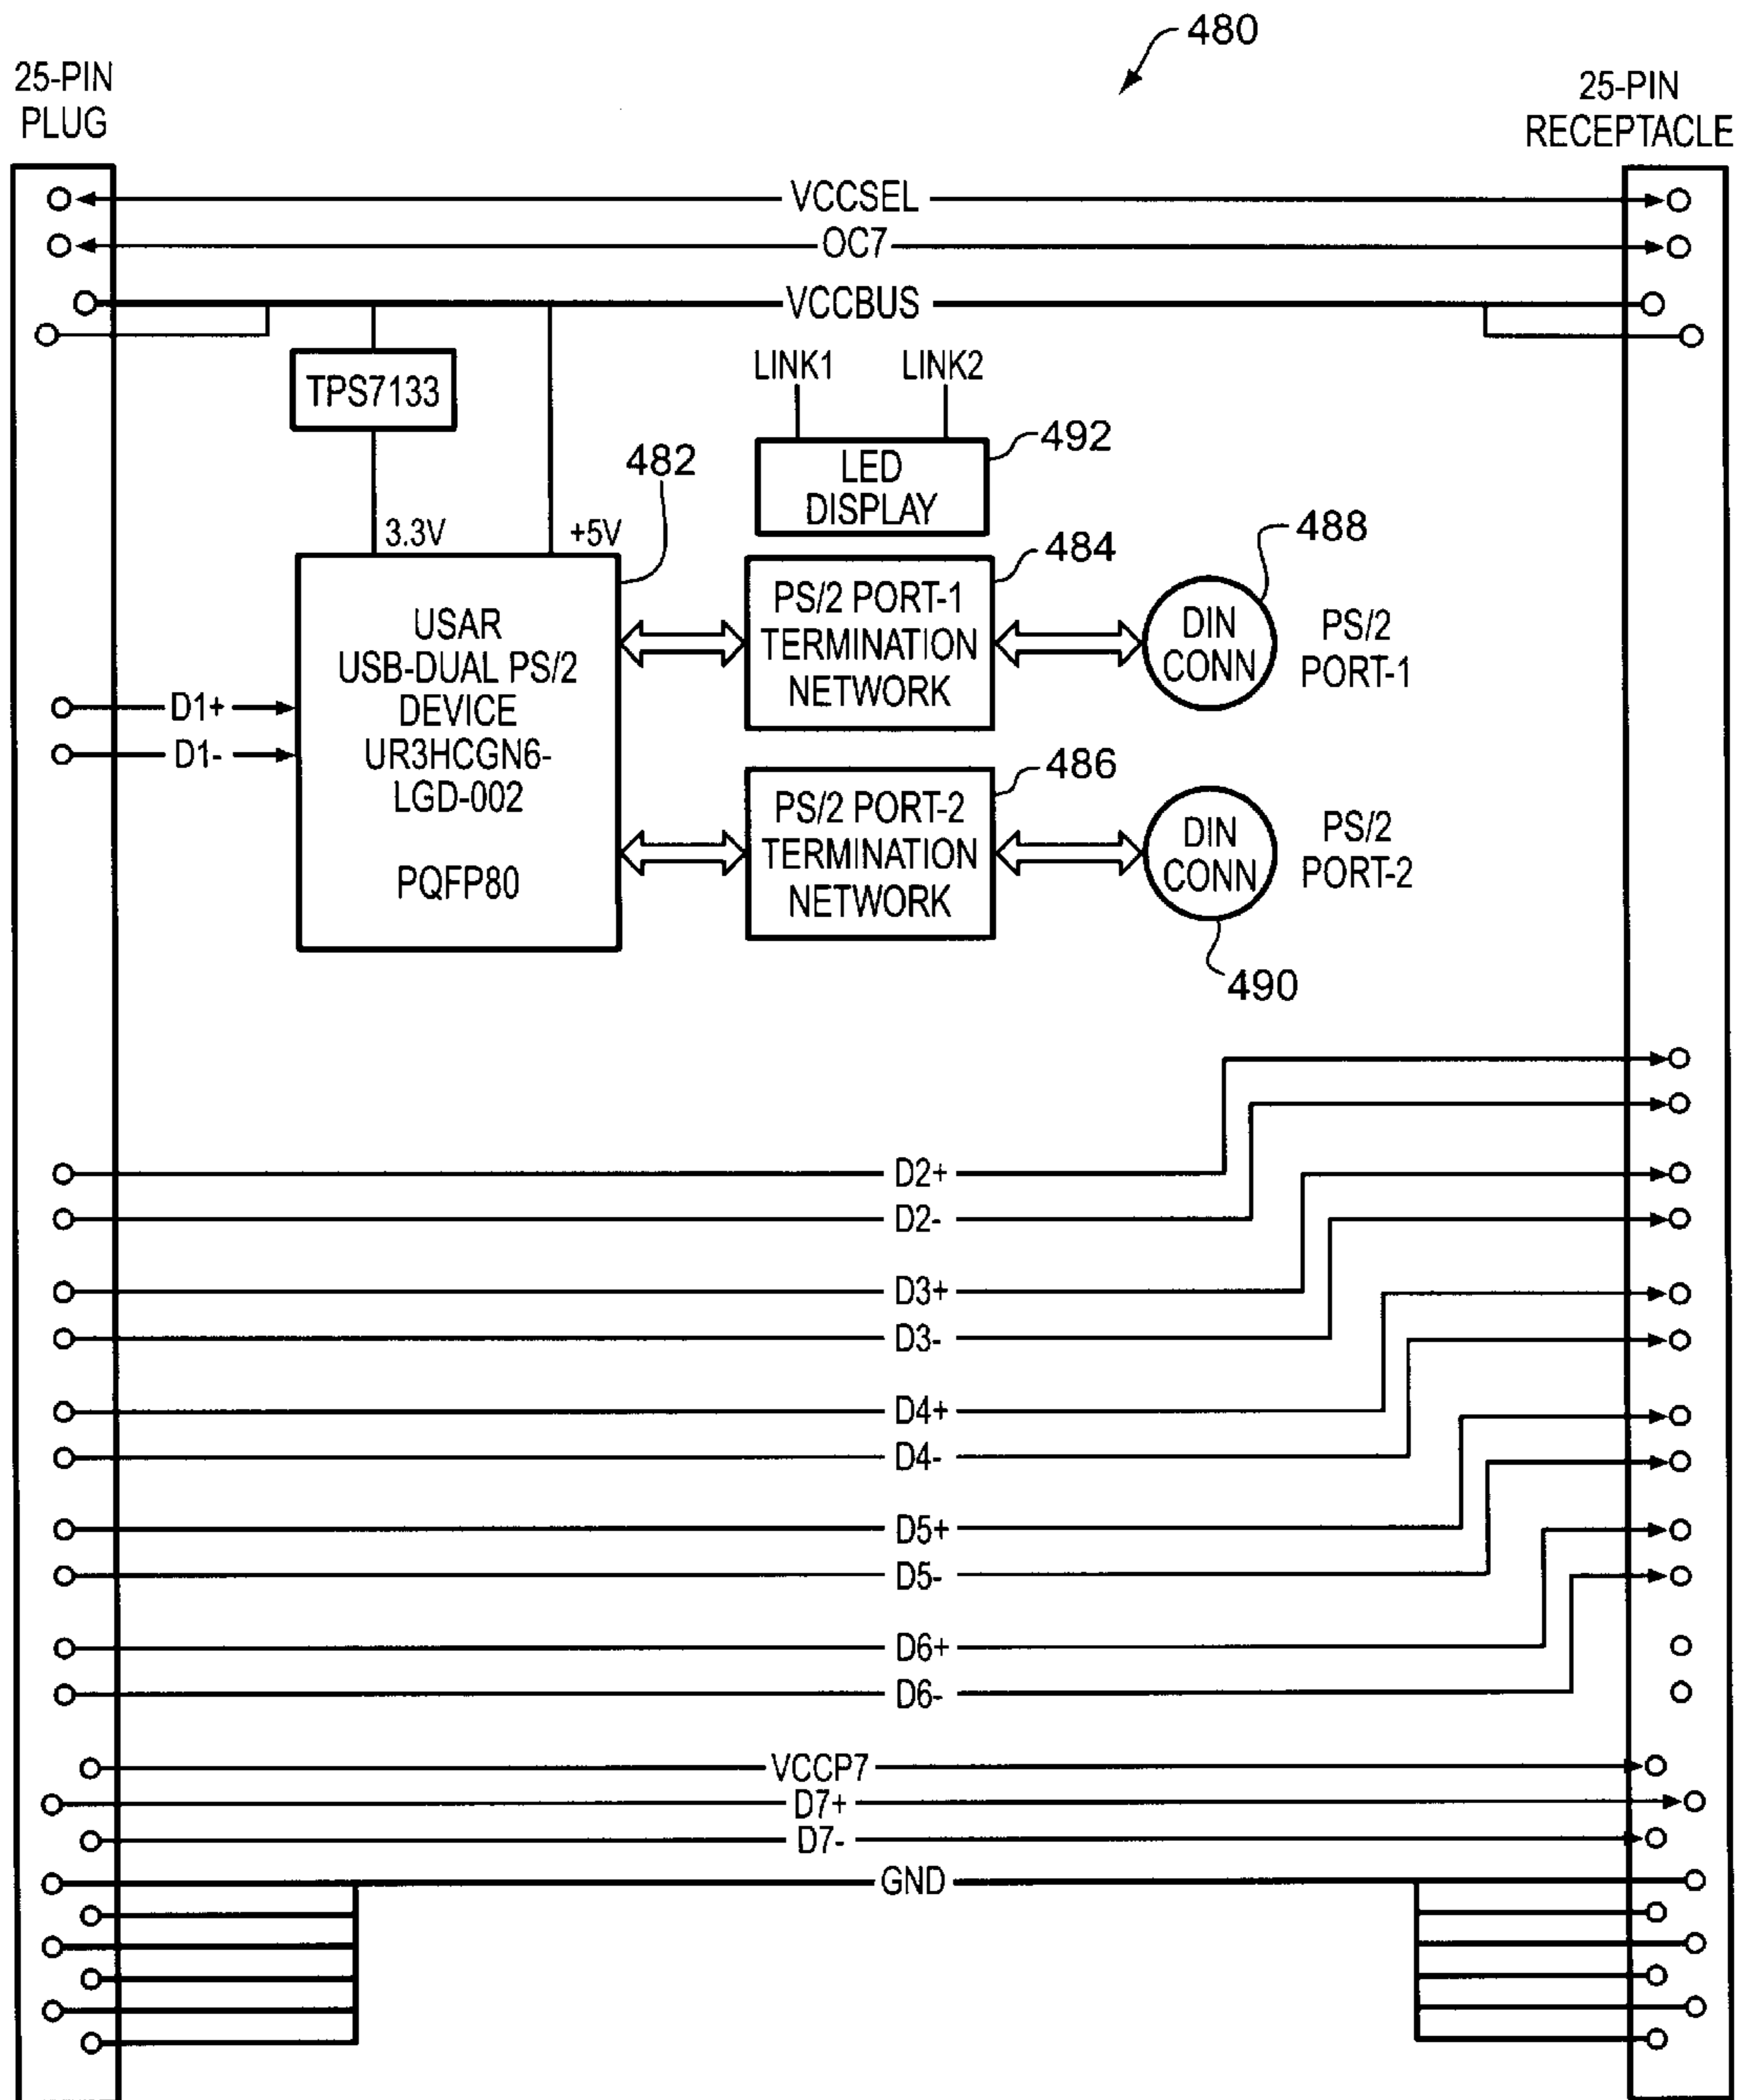 480
25-PIN
PLUG
25-PIN
RECEPTACLE
VCCSEL
OC7
VCCBUS
TPS7133
LINK1
LINK2
492
LED
DISPLAY
482
3.3V
+5V
484
488
USAR
USB-DUAL PS/2
DEVICE
UR3HCGN6-
LGD-002
PQFP80
PS/2 PORT-1
TERMINATION
NETWORK
DIN
CONN
PS/2
PORT-1
D1+
D1-
486
PS/2 PORT-2
TERMINATION
NETWORK
DIN
CONN
PS/2
PORT-2
490
D2+
D2-
D3+
D3-
D4+
D4-
D5+
D5-
D6+
D6-
VCCP7
D7+
D7-
GND